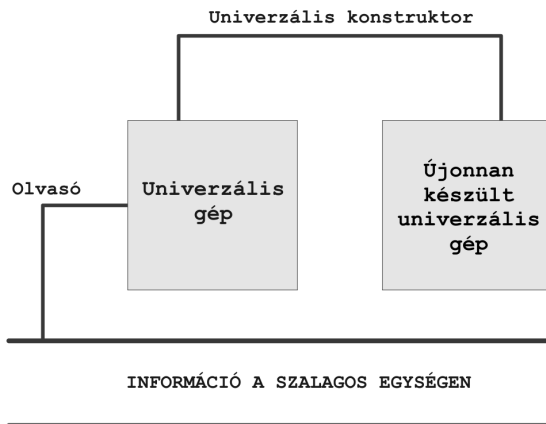 Univerzális konstruktor
Olvasó
Univerzális
gép
Újonnan
készült
univerzális
gép
INFORMÁCIÓ A SZALAGOS EGYSÉGEN